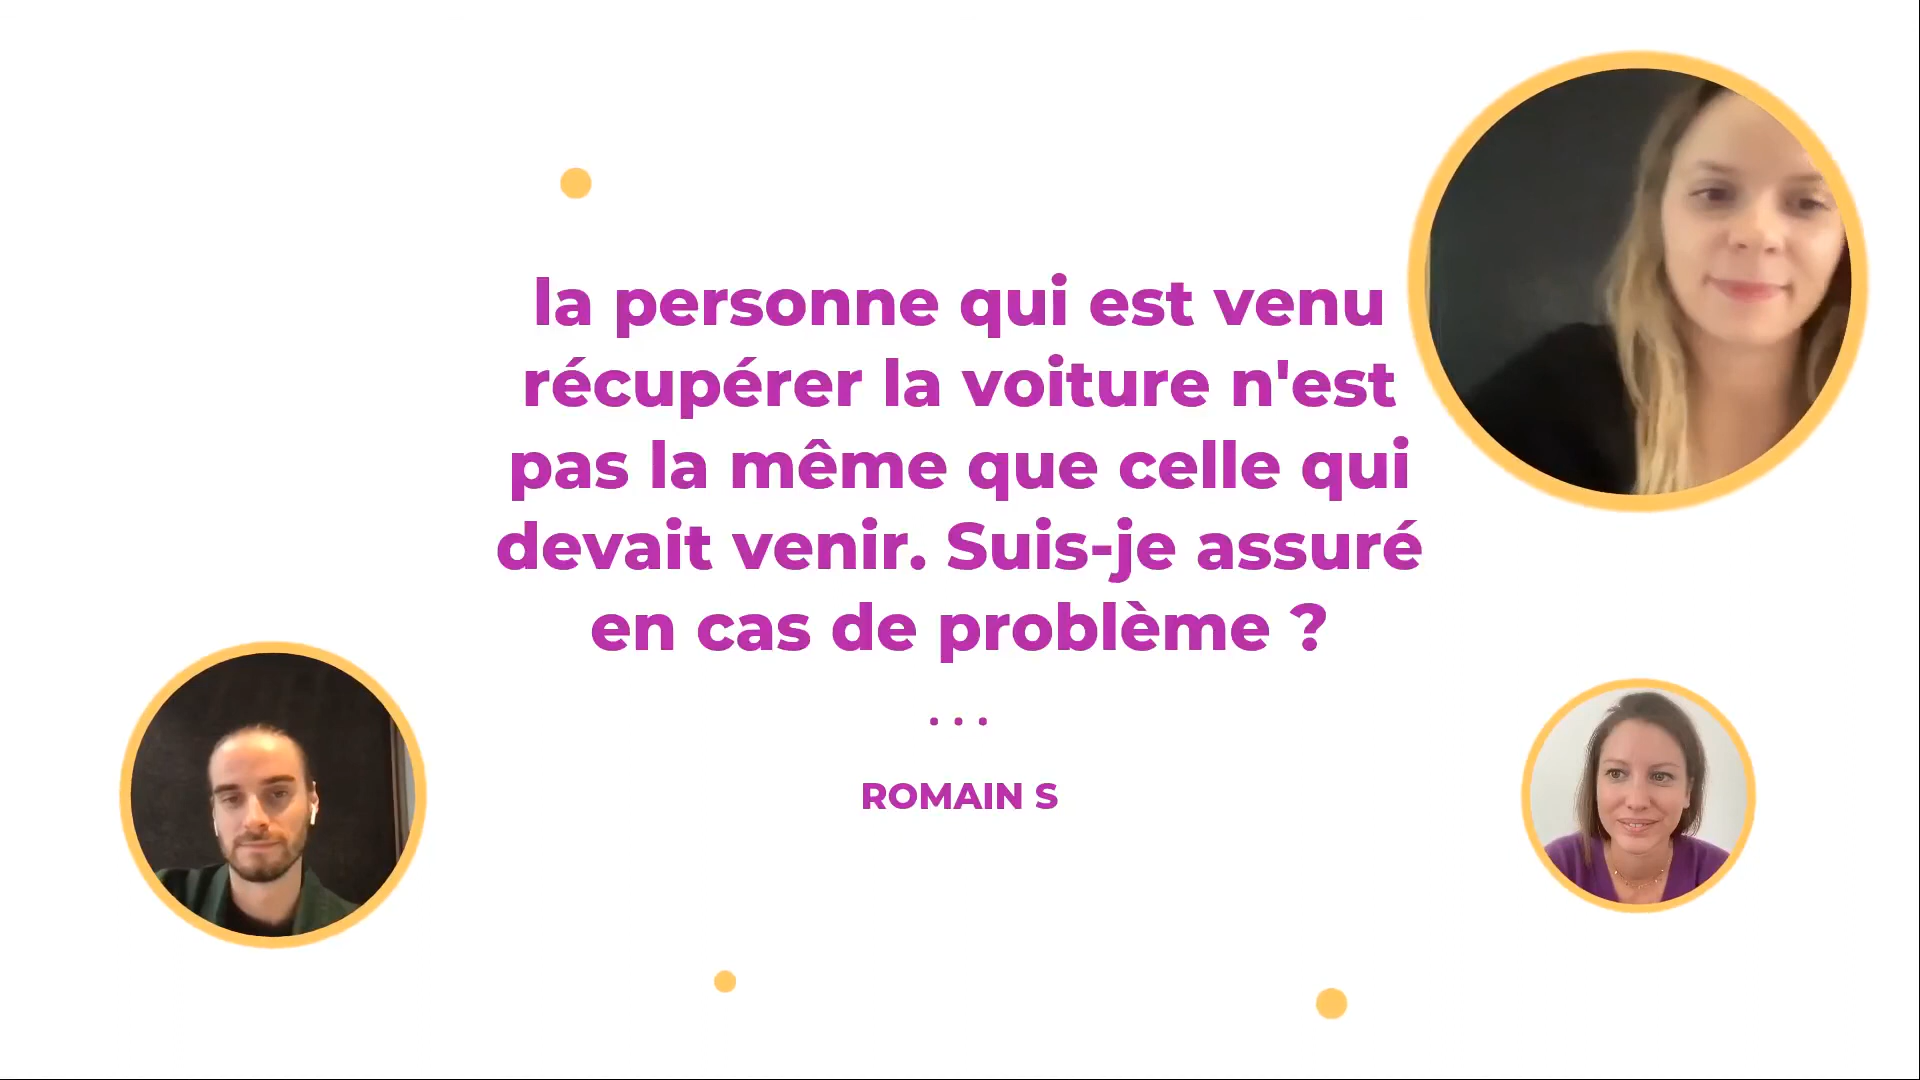 la personne qui est venu
récupérer la voiture n'est
pas la même que celle qui
devait venir. Suis-je assuré
en cas de problème ?
...
ROMAIN S